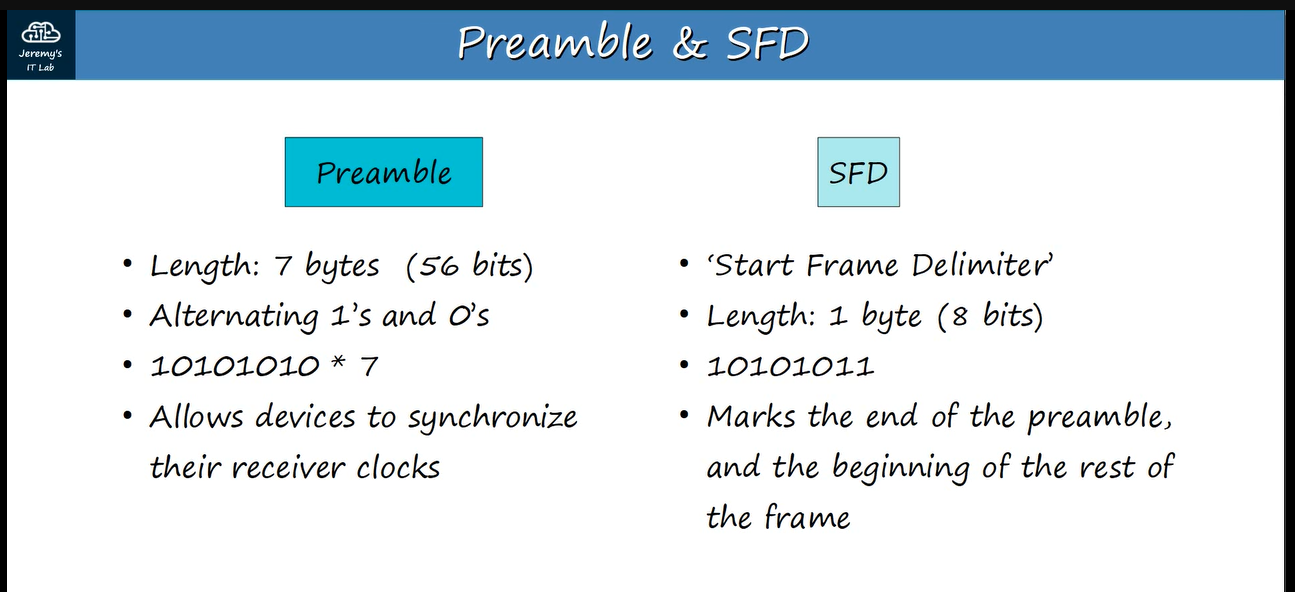 Jeremy's
IT Lab
Preamble & SFD
Preamble
• Length: 7 bytes  (56 bits)
• Alternating 1's and 0's
• 10101010 * 7
• Allows devices to synchronize
their receiver clocks
SFD
• ‘Start Frame Delimiter’
• Length: 1 byte (8 bits)
• 10101011
• Marks the end of the preamble,
and the beginning of the rest of
the frame